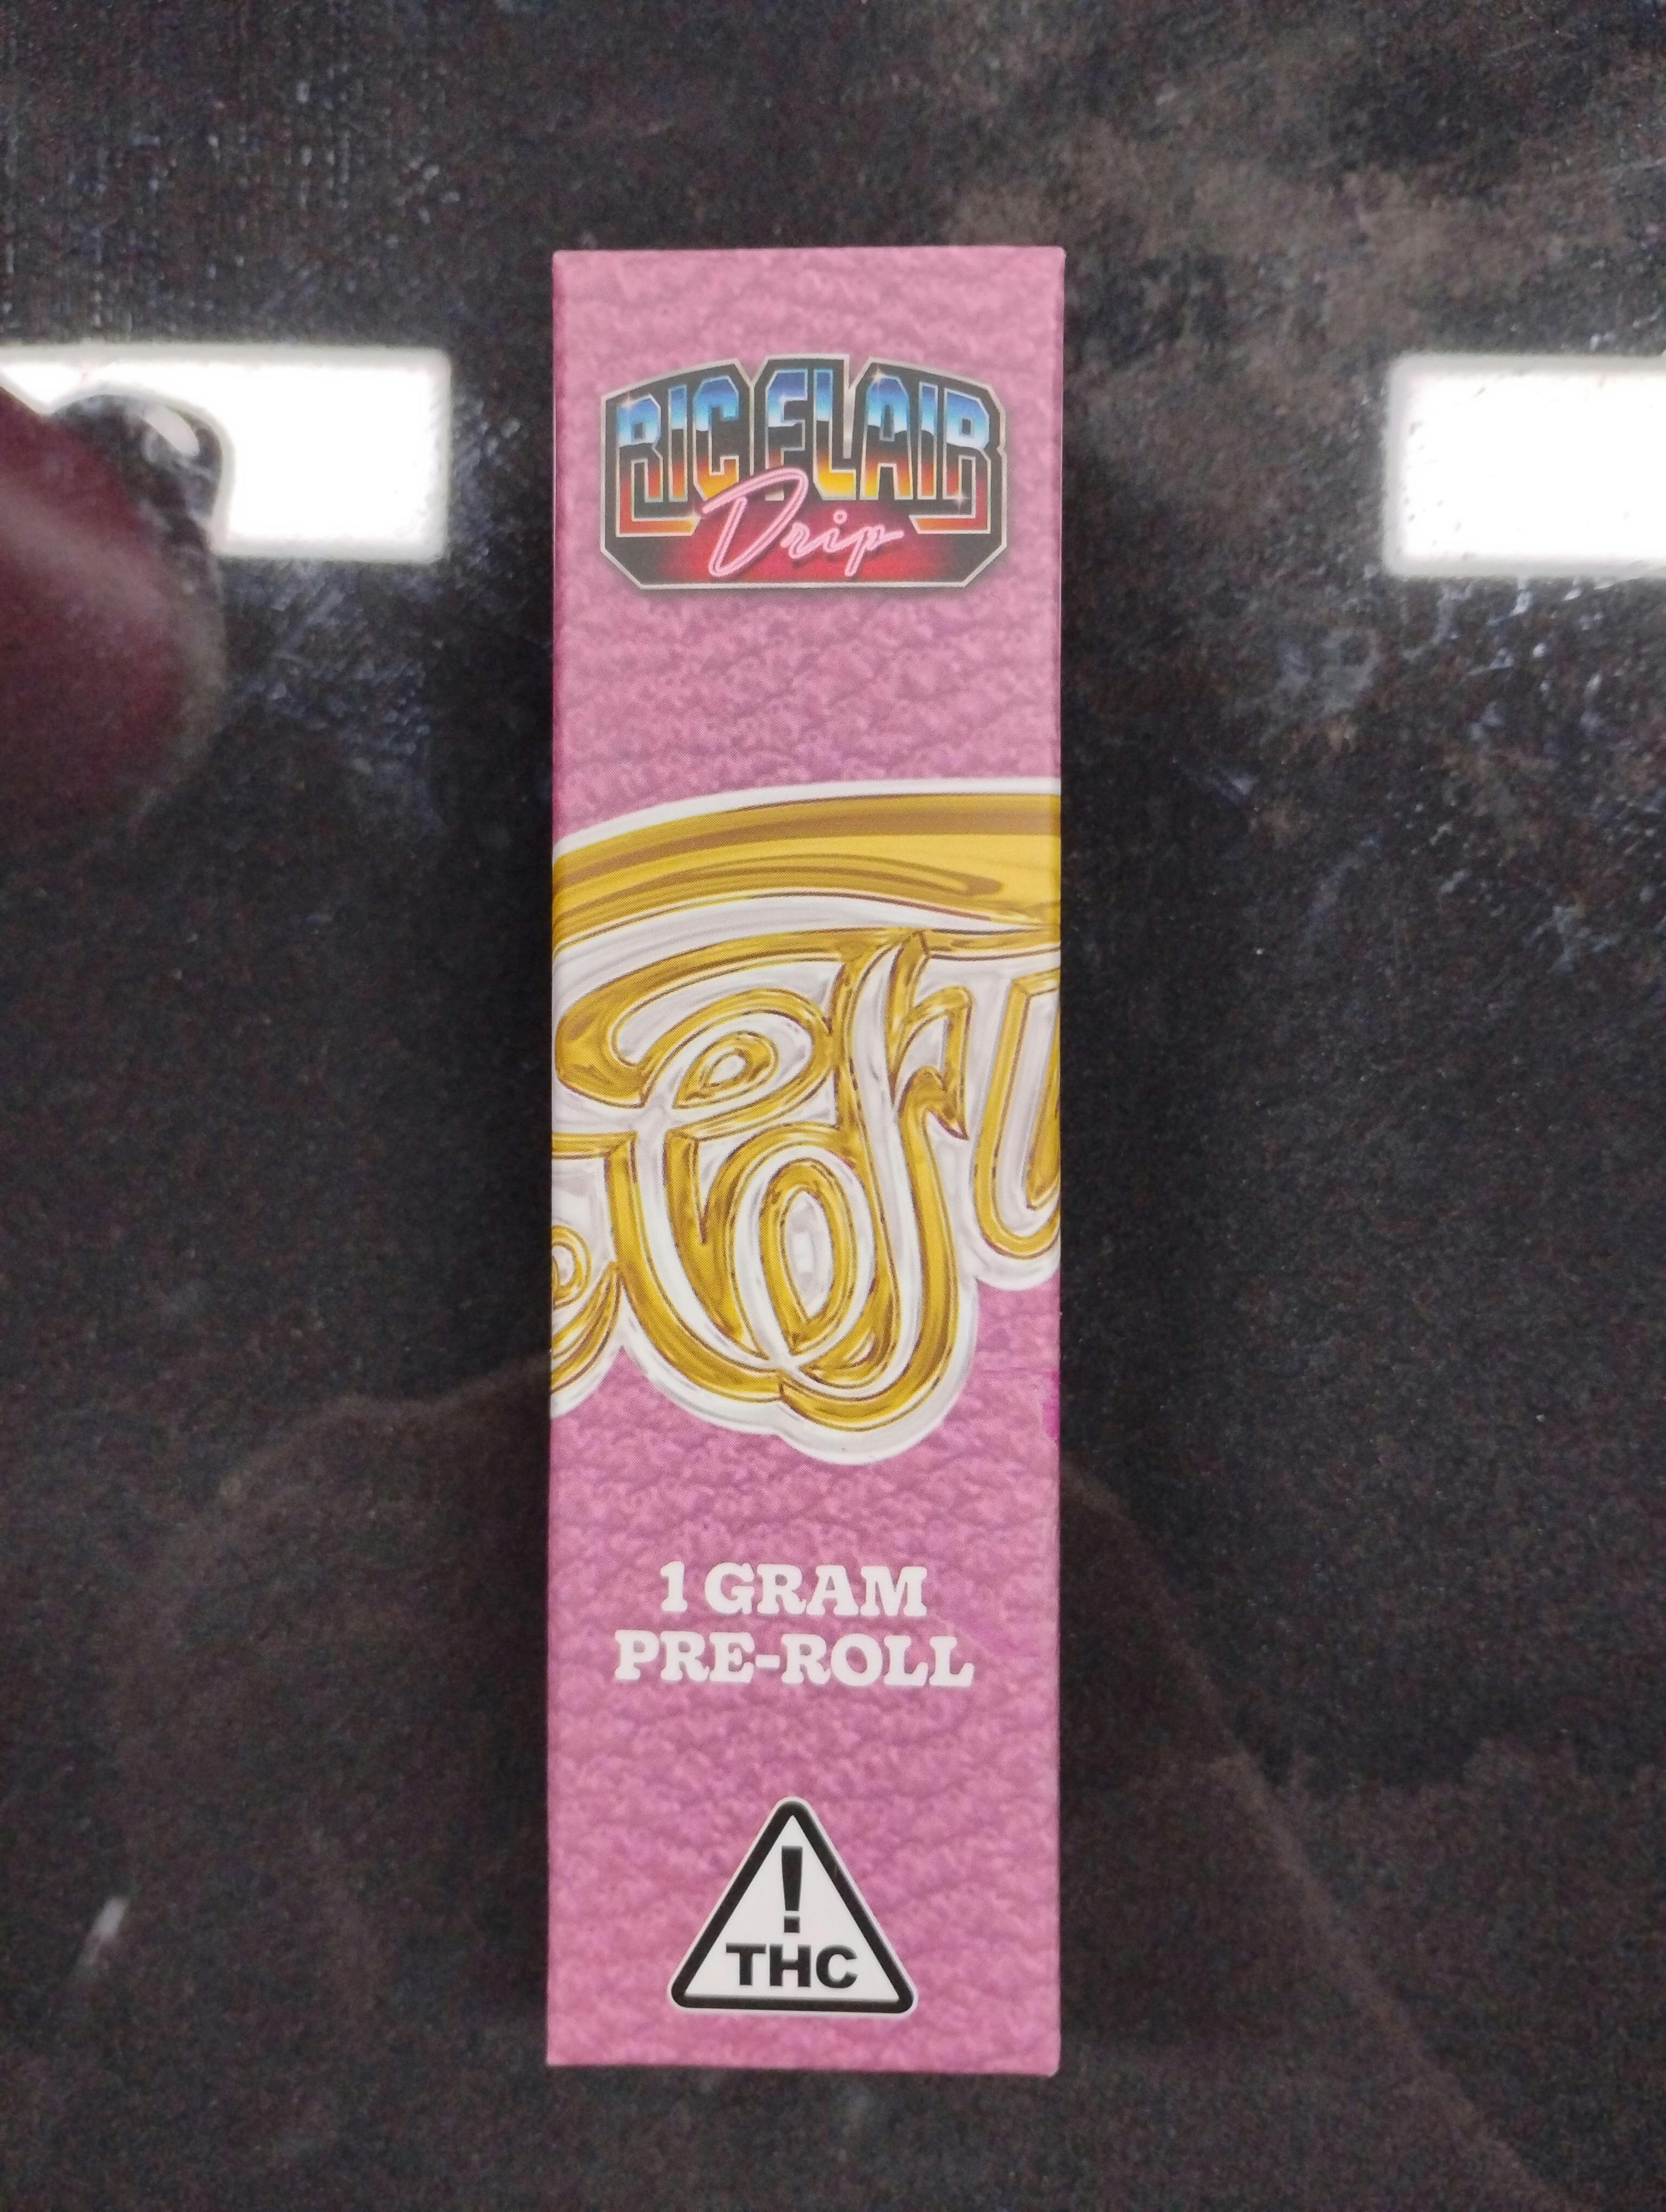 RIC FLAIR
Drip
1 GRAM
PRE-ROLL
!
THC